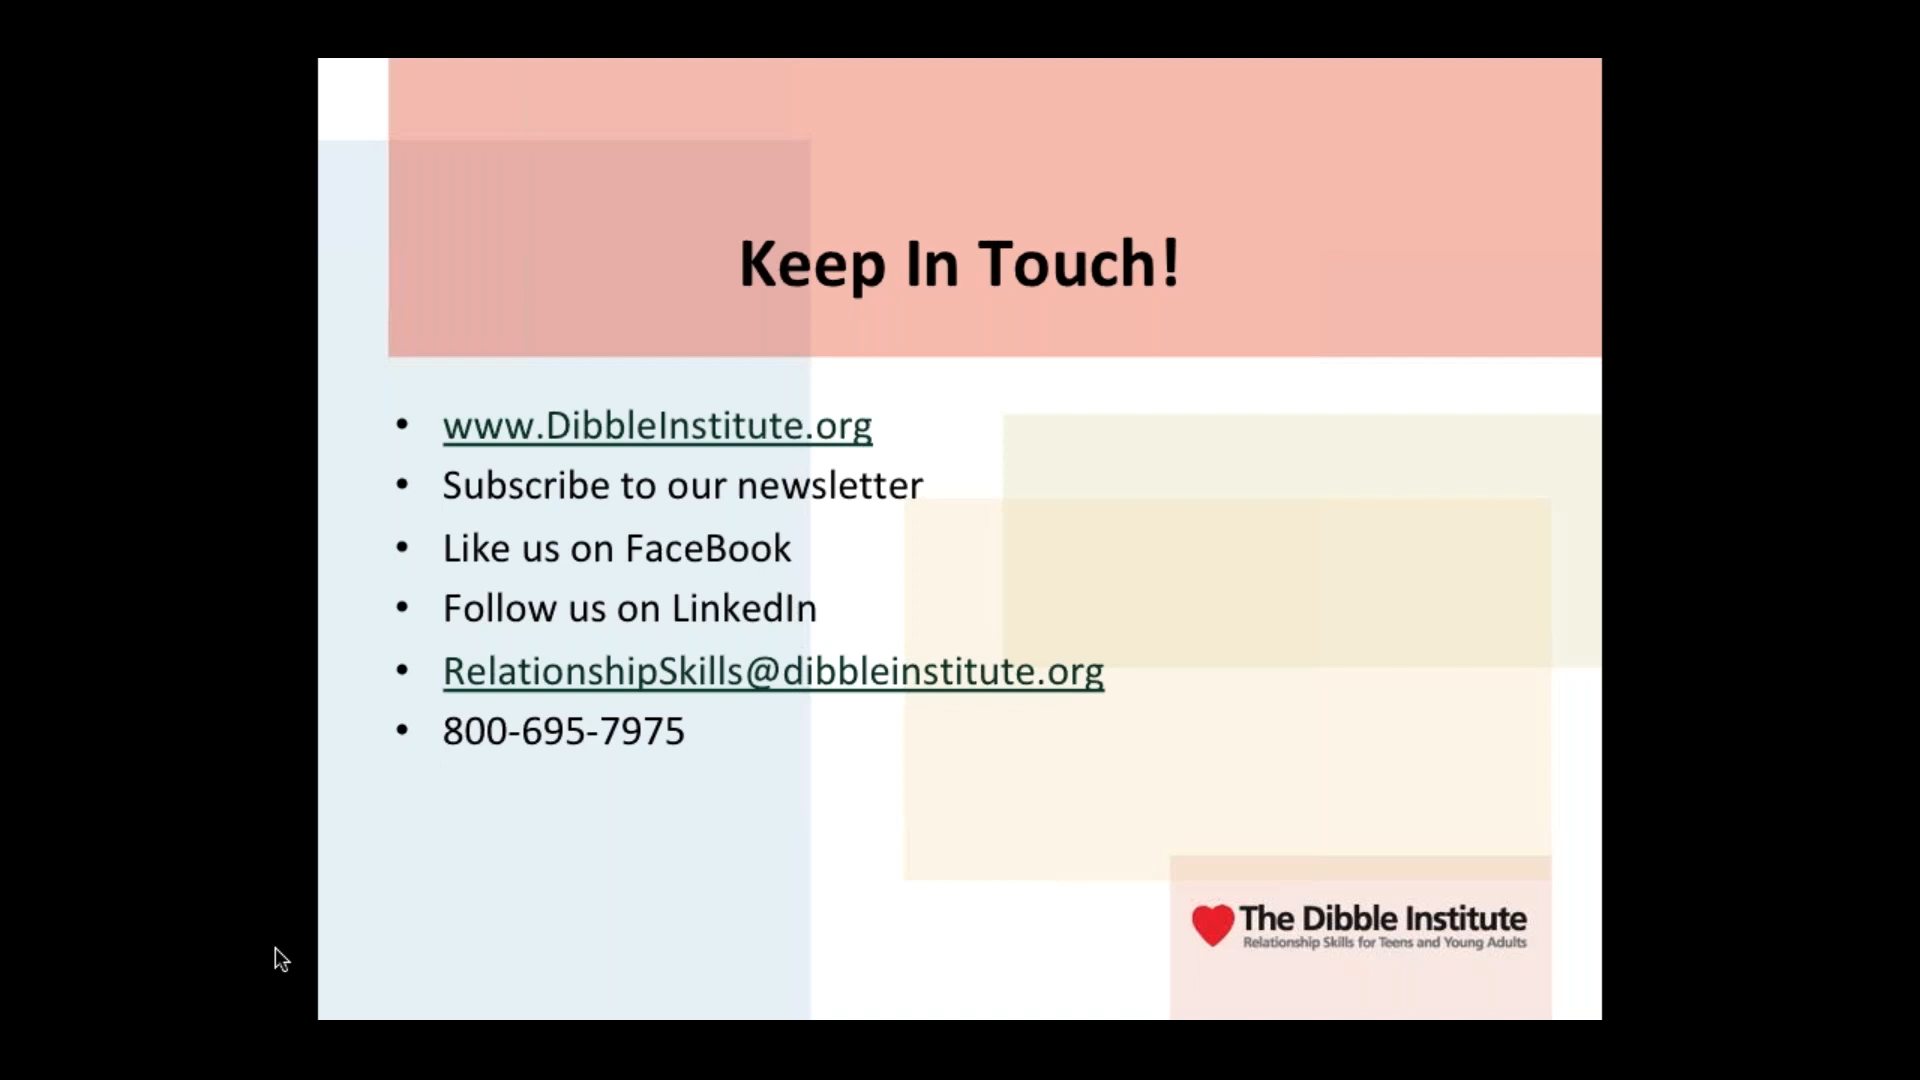 Keep In Touch!
• www.DibbleInstitute.org
• Subscribe to our newsletter
• Like us on FaceBook
• Follow us on LinkedIn
• RelationshipSkills@dibbleinstitute.org
• 800-695-7975
The Dibble Institute
Relationship Skills for Teens and Young Adults